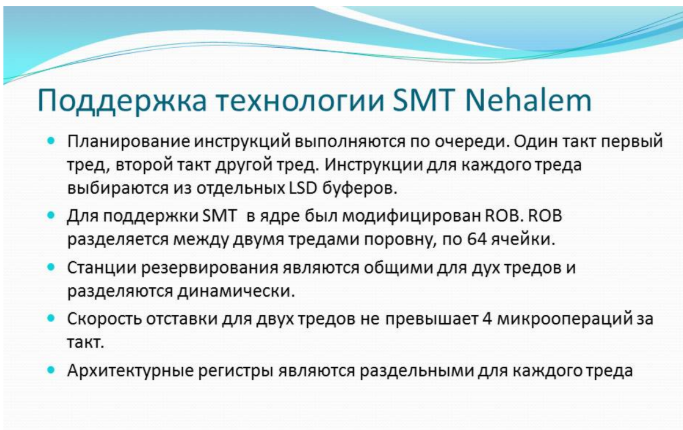 Поддержка технологии SMT Nehalem
Планирование инструкций выполняются по очереди. Один такт первый
тред, второй такт другой тред. Инструкции для каждого треда
выбираются из отдельных LSD буферов.
Для поддержки SMT в ядре был модифицирован ROB. ROB
разделяется между двумя тредами поровну, по 64 ячейки.
Станции резервирования являются общими для дух тредов и
разделяются динамически.
Скорость отставки для двух тредов не превышает 4 микроопераций за
такт.
Архитектурные регистры являются раздельными для каждого треда